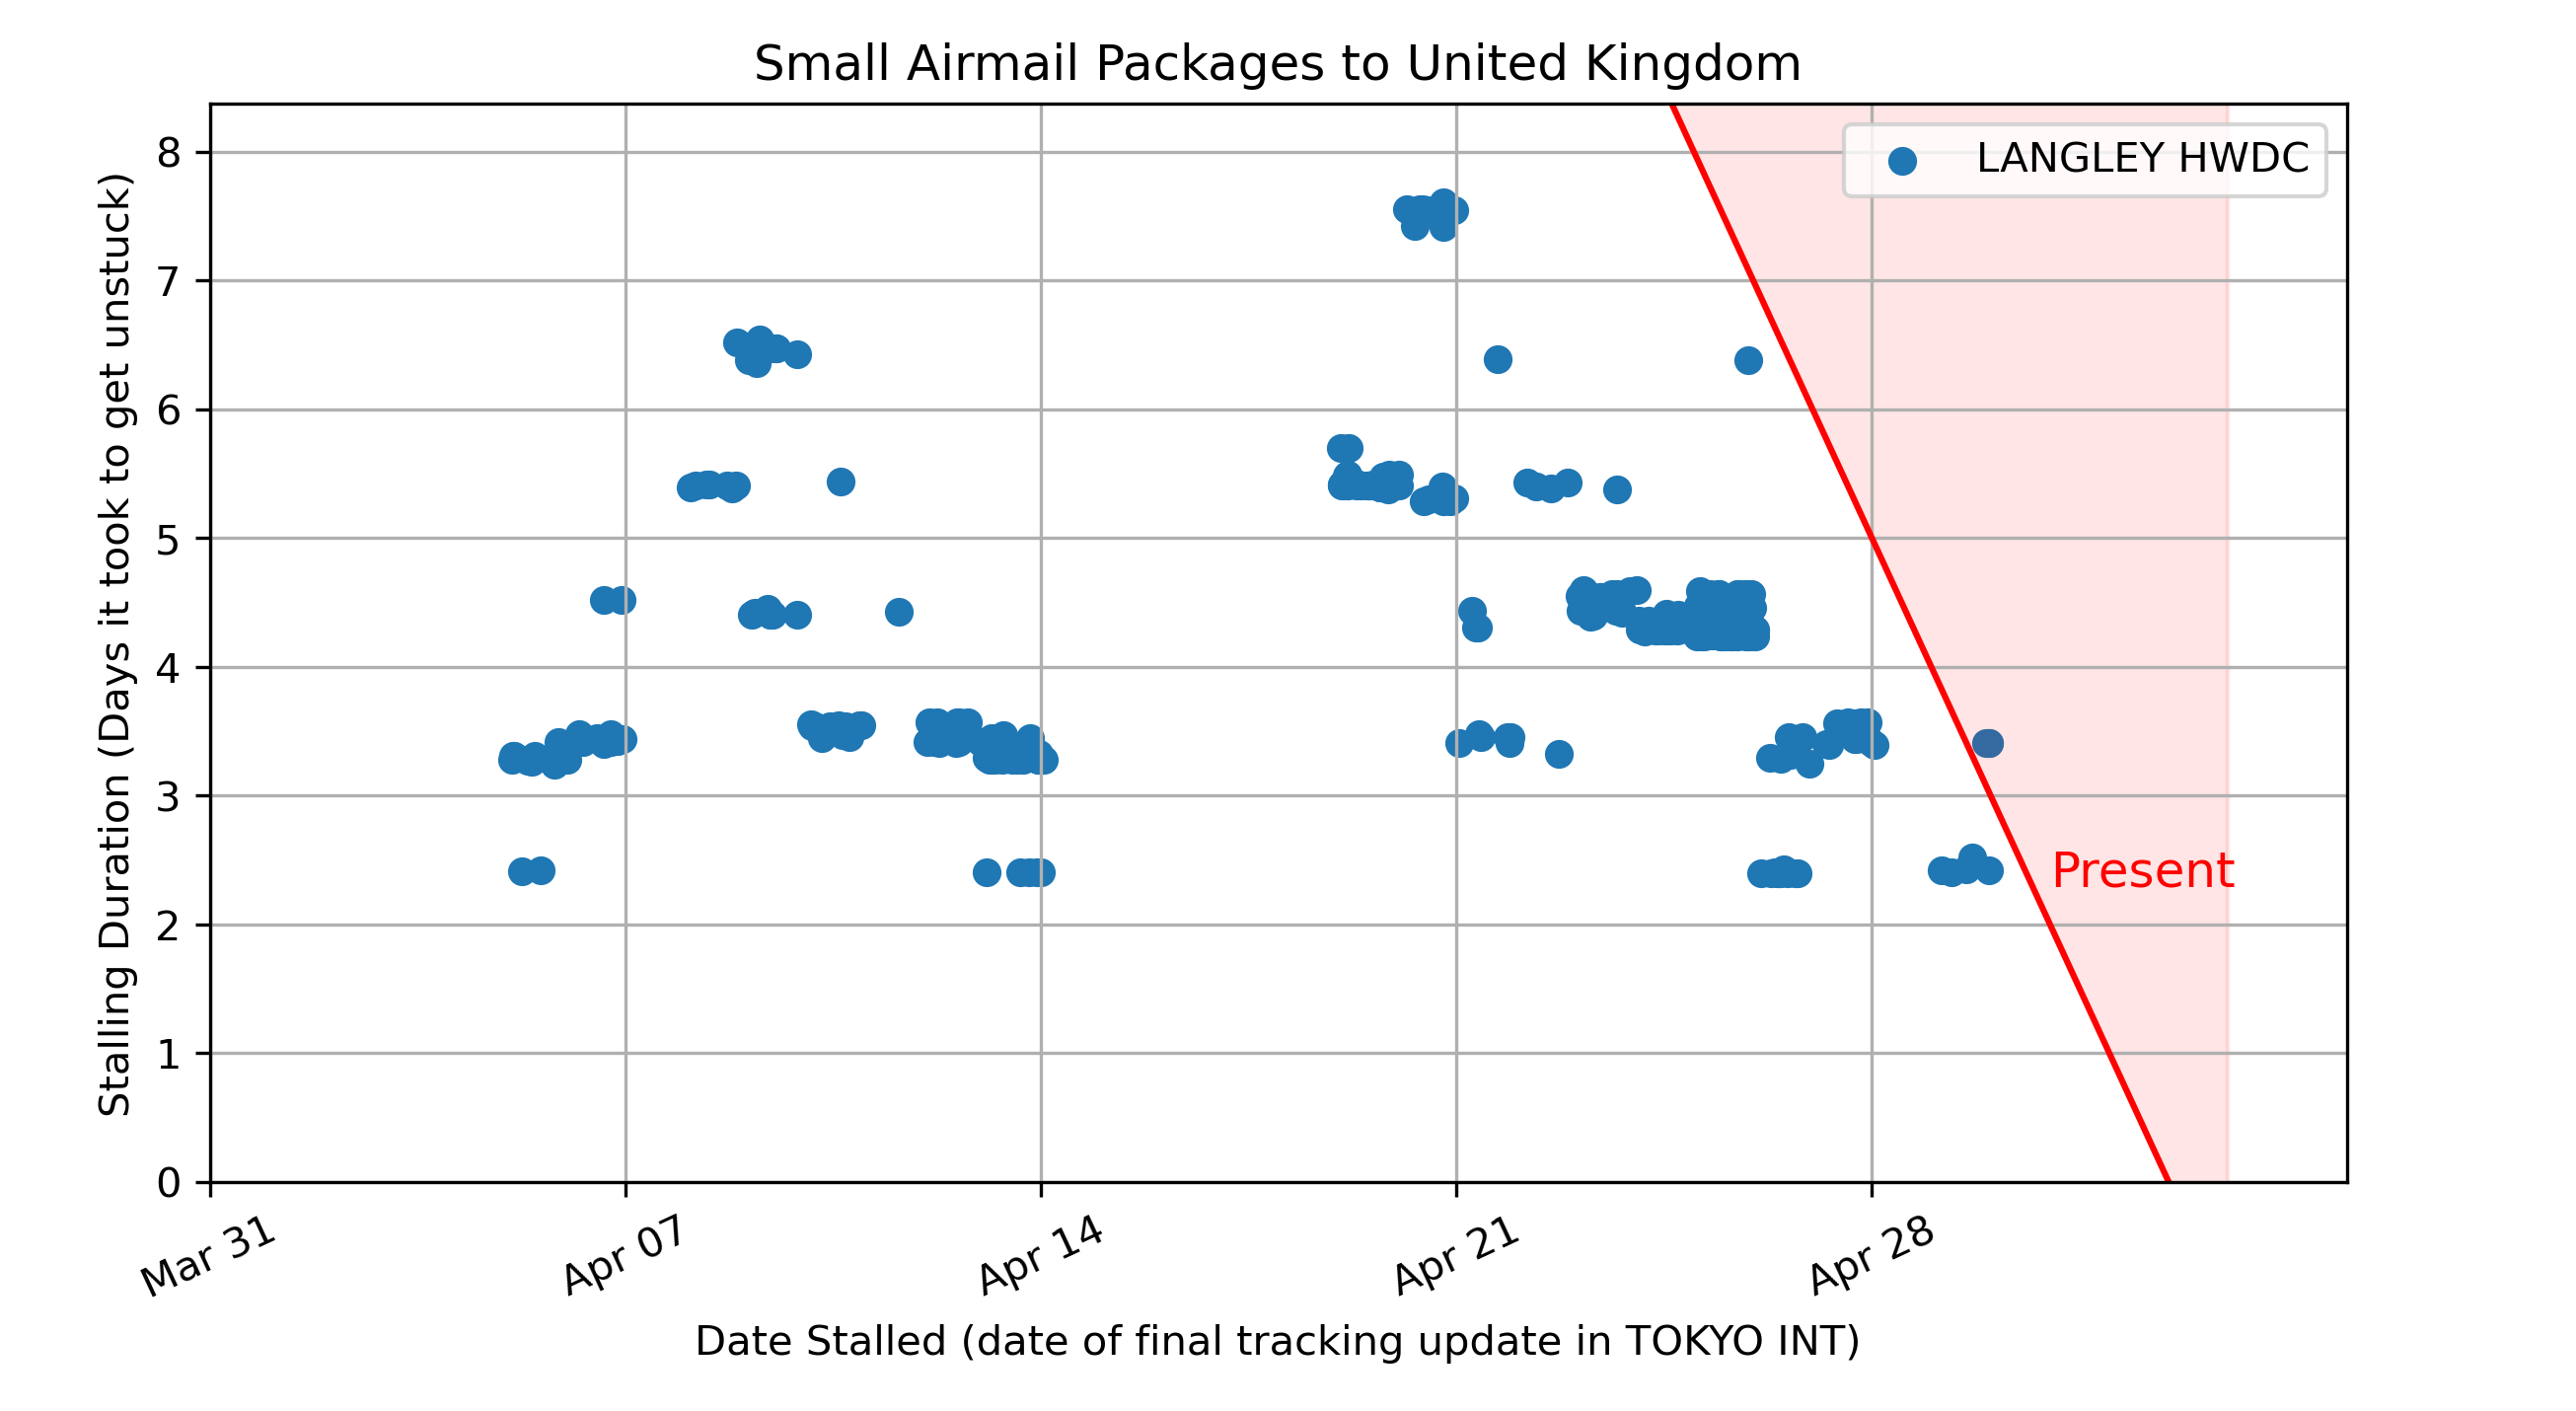 Small Airmail Packages to United Kingdom
LANGLEY HWDC
Stalling Duration (Days it took to get unstuck)
8
7
6
5
4
3
2
1
0
Present
Mar 31
Apr 07
Apr 14
Apr 21
Apr 28
Date Stalled (date of final tracking update in TOKYO INT)